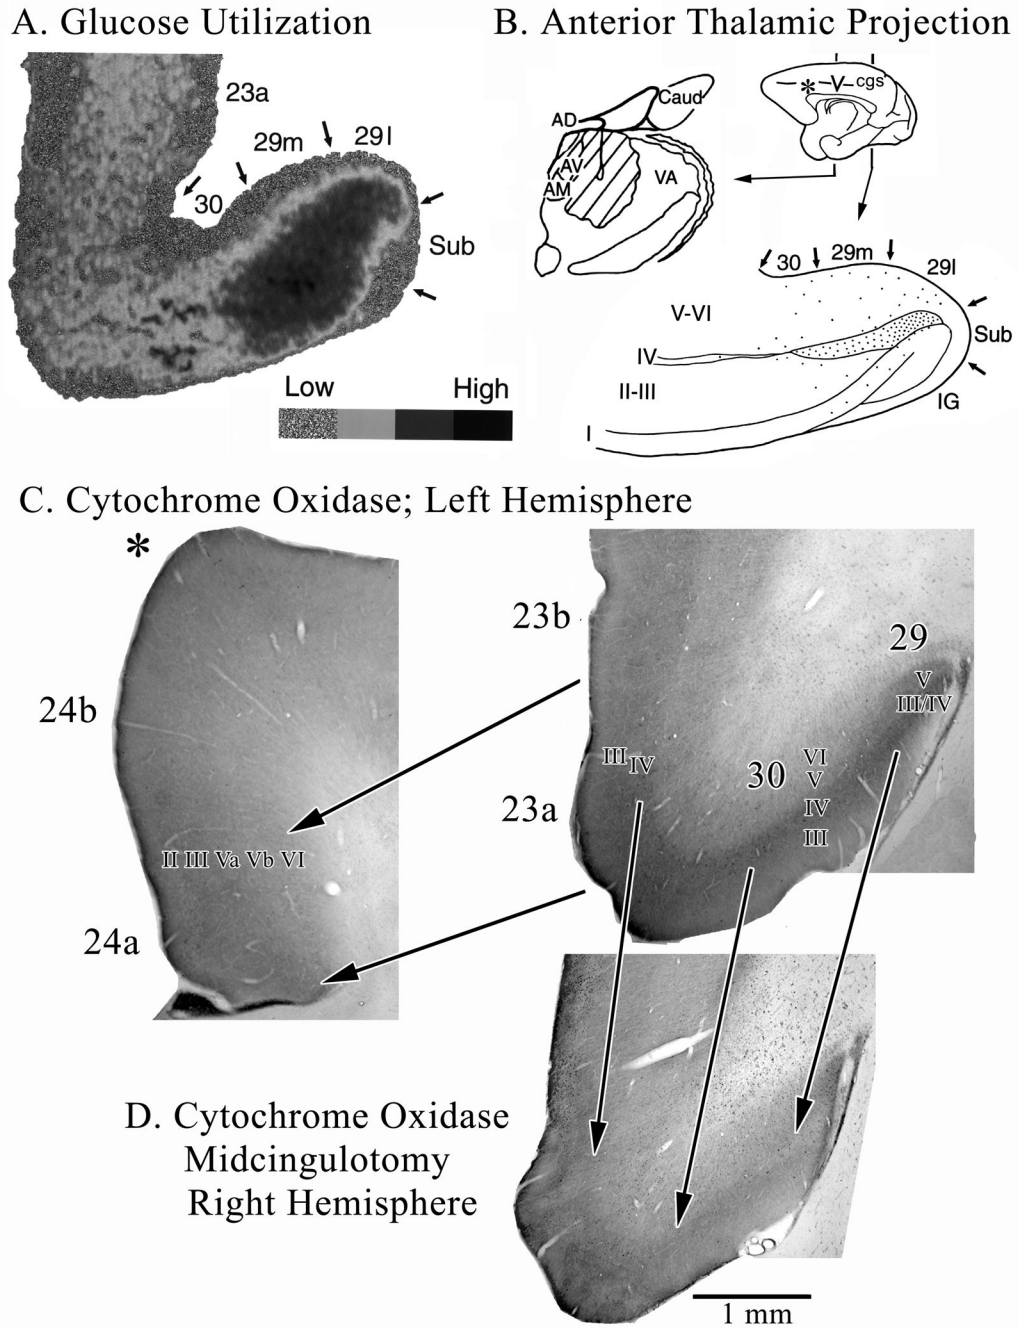 A. Glucose Utilization
B. Anterior Thalamic Projection
23a
29m
29l
30
Sub
Low
High
Caud
AD
AV
AM
VA
* V cgs
30
29m
29l
V-VI
IV
Sub
II-III
IG
I
C. Cytochrome Oxidase; Left Hemisphere
*
24b
II III Va Vb VI
24a
23b
29
V
III/IV
III IV
30
VI
V
IV
III
23a
D. Cytochrome Oxidase
Midcingulotomy
Right Hemisphere
1 mm